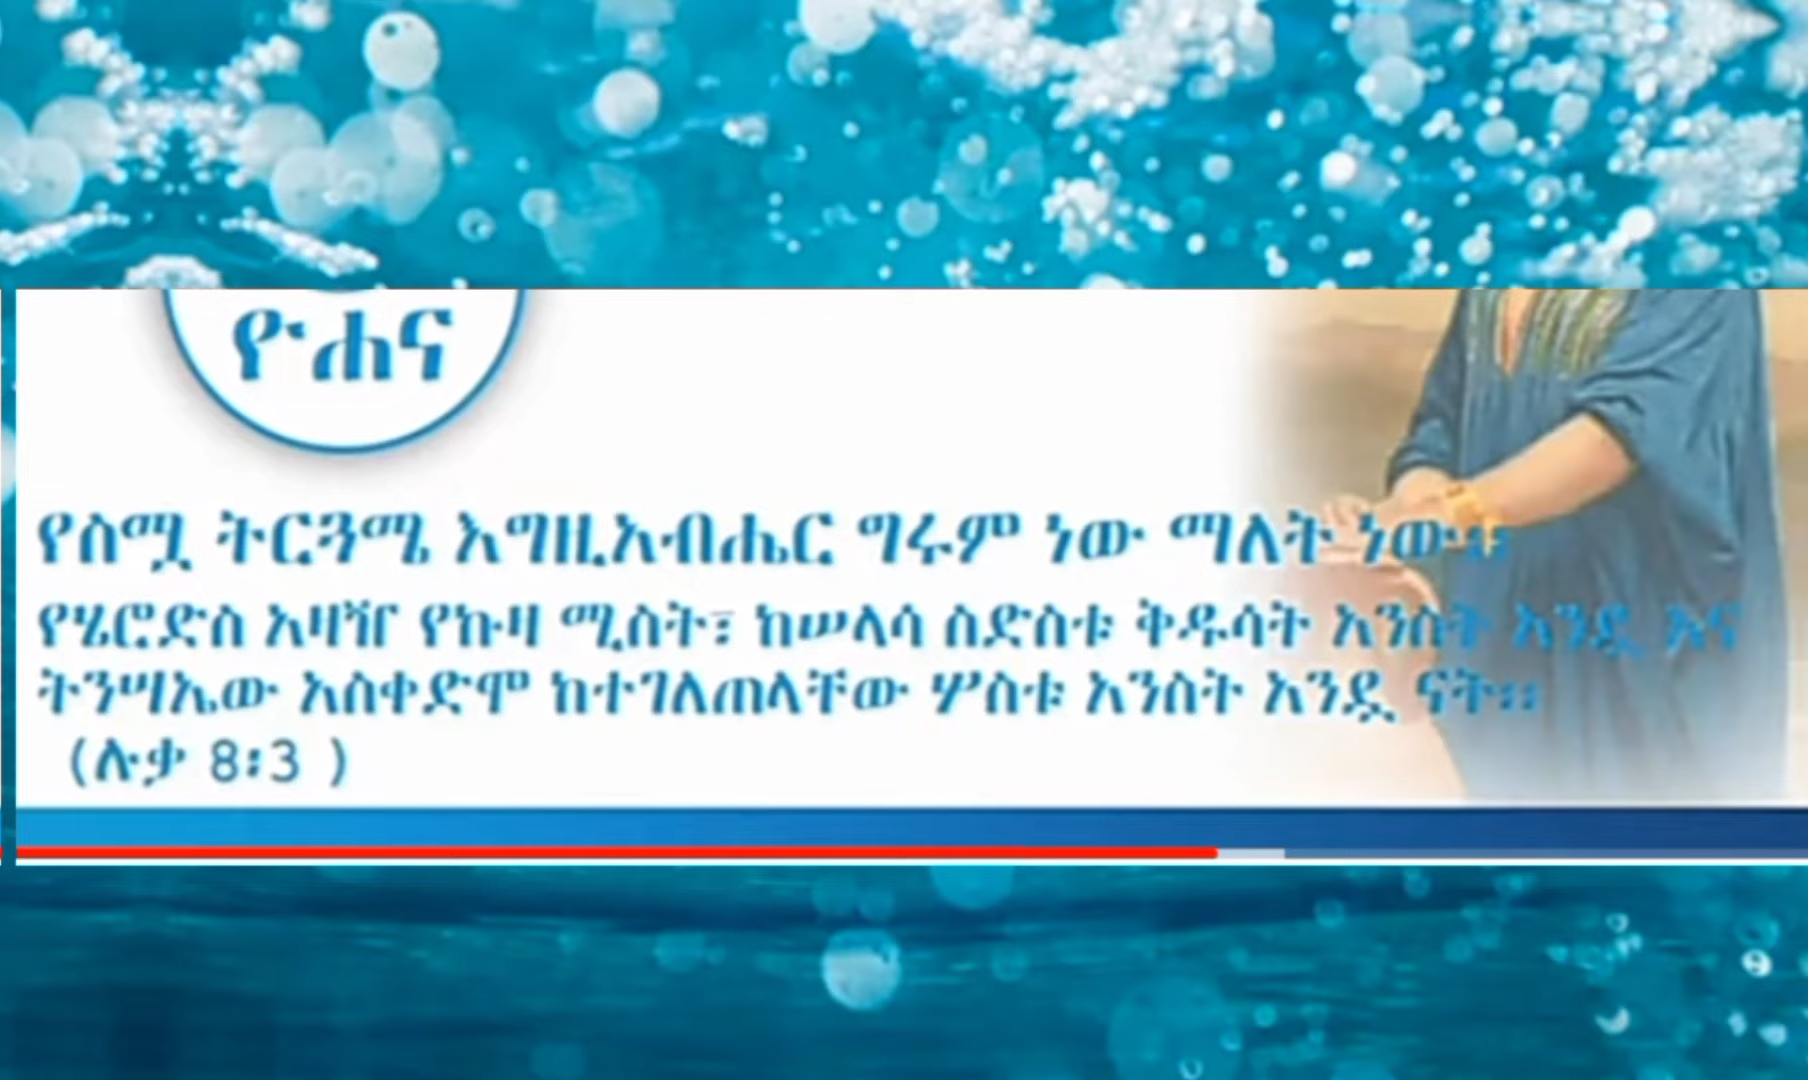 ዮሐና
የስሟ ትርጓሜ እግዚአብሔር ግሩም ነው ማለት ነው።
የሄሮድስ አዛዥ የኩዛ ሚስት፣ ከሠላሳ ስድስቱ ቅዱሳት አንስት አንዷ እና
ትንሣኤው አስቀድሞ ከተገለጠላቸው ሦስቱ አንስት አንዷ ናት።
(ሉቃ 8፡3 )